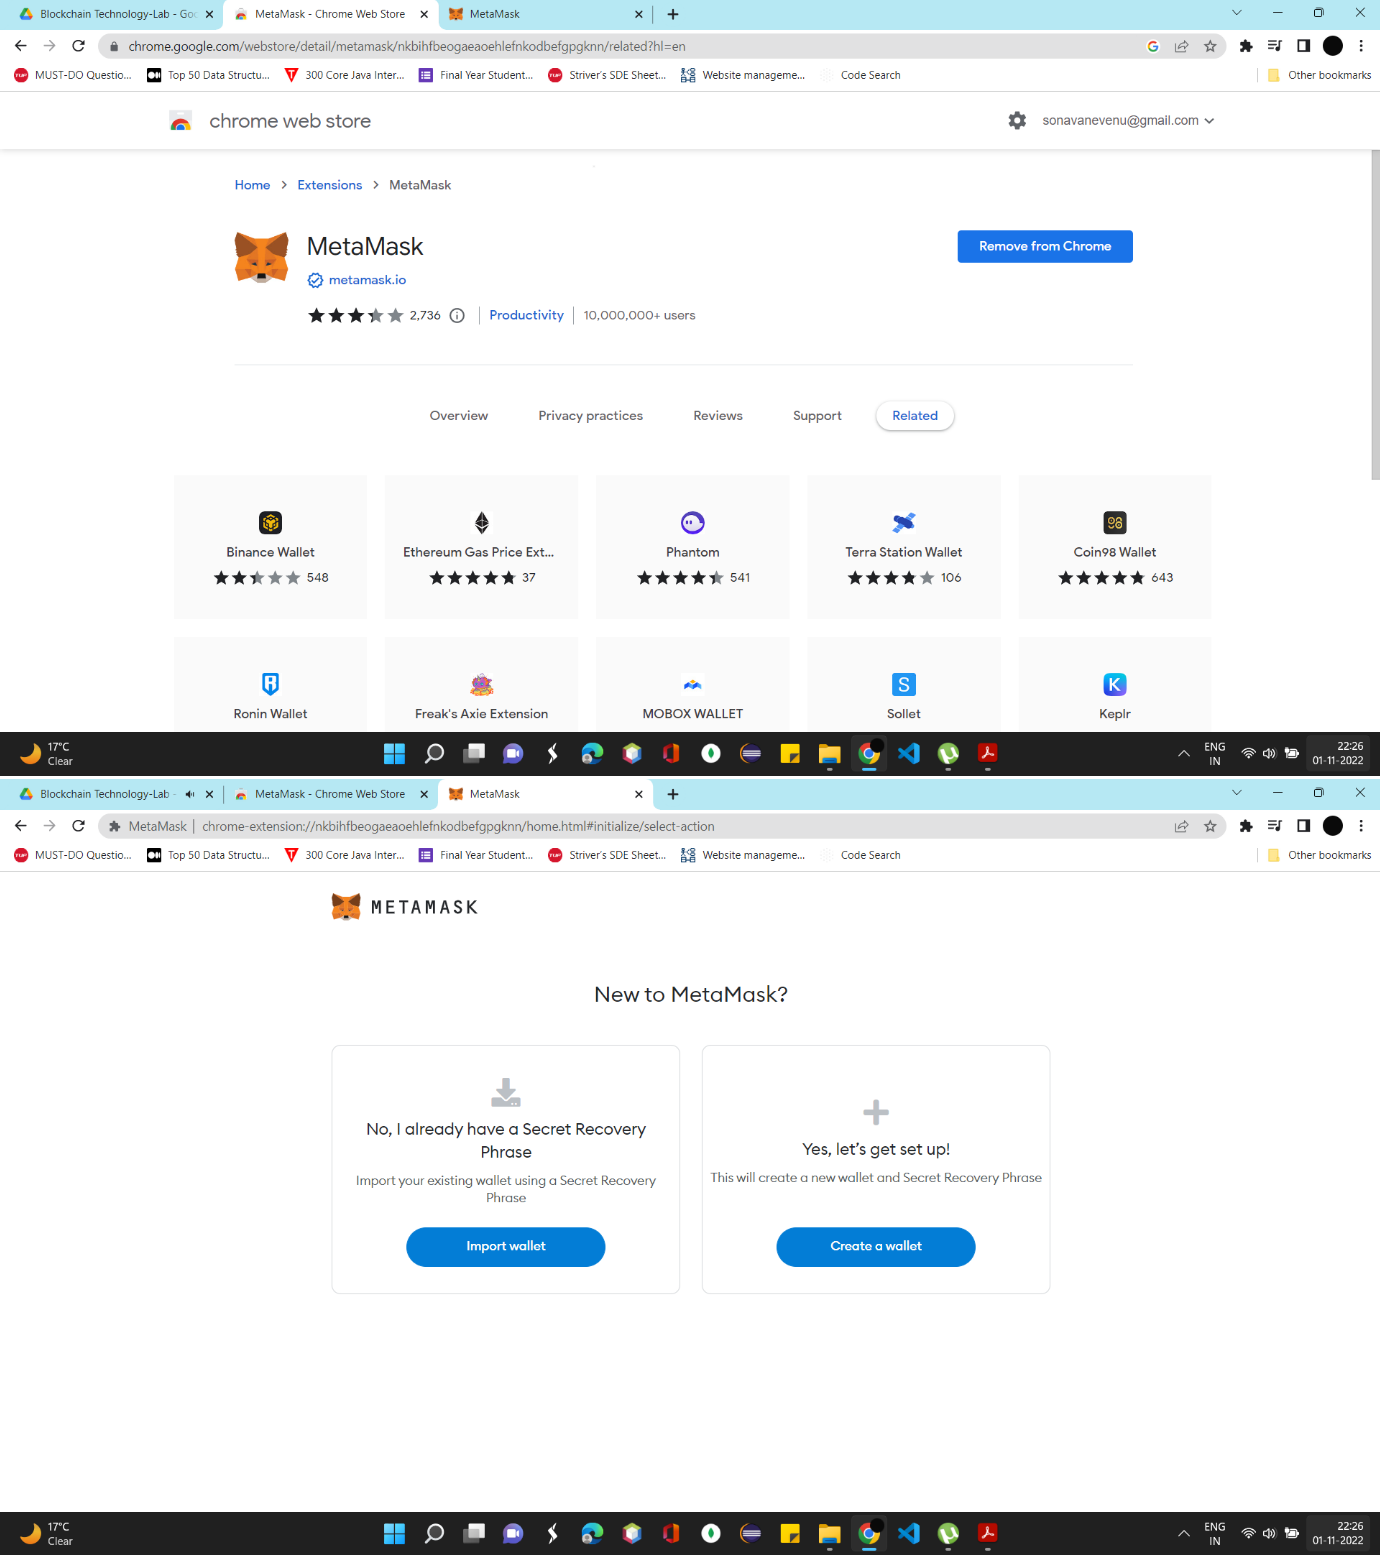 Blockchain Technology-Lab - Goo
MetaMask - Chrome Web Store
MetaMask
chrome.google.com/webstore/detail/metamask/nkbihfbeogaeaoehlefnkodbefgpgknn/related?hl=en
MUST-DO Questio...
Top 50 Data Structu...
300 Core Java Inter...
Final Year Student...
Striver's SDE Sheet...
Website manageme...
Code Search
Other bookmarks
chrome web store
sonavanevenu@gmail.com
Home > Extensions > MetaMask
MetaMask
Remove from Chrome
metamask.io
2,736
Productivity
10,000,000+ users
Overview
Privacy practices
Reviews
Support
Related
Binance Wallet
Ethereum Gas Price Ext...
Phantom
Terra Station Wallet
Coin98 Wallet
548
37
541
106
643
Ronin Wallet
Freak's Axie Extension
MOBOX WALLET
Sollet
Keplr
17°C
Clear
ENG
IN
22:26
01-11-2022
Blockchain Technology-Lab -
MetaMask - Chrome Web Store
MetaMask
MetaMask | chrome-extension://nkbihfbeogaeaoehlefnkodbefgpgknn/home.html#initialize/select-action
MUST-DO Questio...
Top 50 Data Structu...
300 Core Java Inter...
Final Year Student...
Striver's SDE Sheet...
Website manageme...
Code Search
Other bookmarks
METAMASK
New to MetaMask?
No, I already have a Secret Recovery
Phrase
Import your existing wallet using a Secret Recovery
Phrase
Import wallet
Yes, let's get set up!
This will create a new wallet and Secret Recovery Phrase
Create a wallet
17°C
Clear
ENG
IN
22:26
01-11-2022